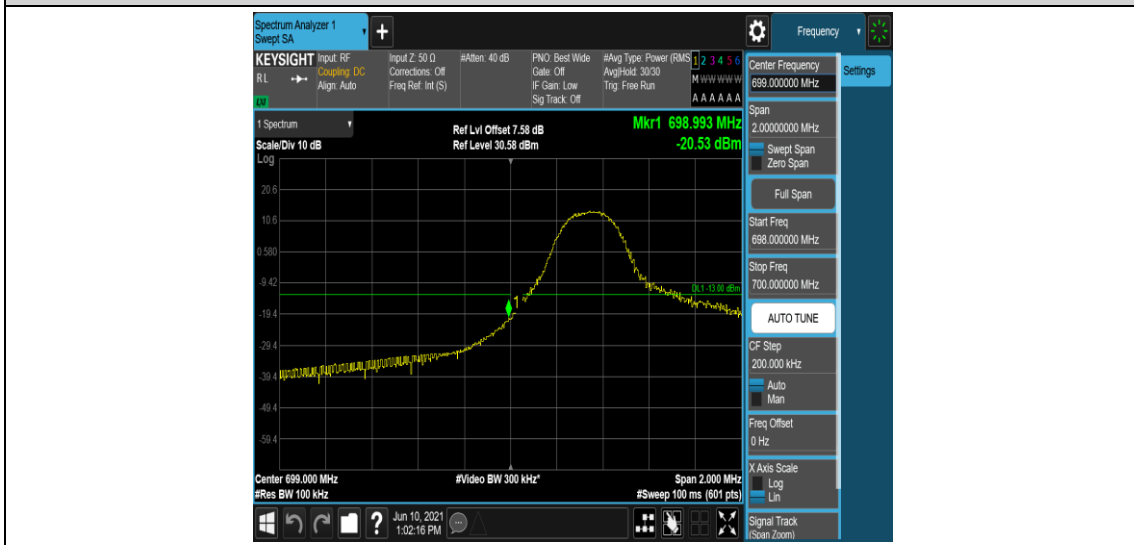 Spectrum Analyzer 1
Swept SA
+
Frequency
KEYSIGHT
RL
LXI
Input: RF
Coupling: DC
Align: Auto
Input Z: 50 Ω
Corrections: Off
Freq Ref: Int (S)
#Atten: 40 dB
PNO: Best Wide
Gate: Off
IF Gain: Low
Sig Track: Off
#Avg Type: Power (RMS
Avg|Hold: 30/30
Trig: Free Run
1 2 3 4 5 6
M W W W W W
A A A A A A
1 Spectrum
Scale/Div 10 dB
Log
Ref Lvl Offset 7.58 dB
Ref Level 30.58 dBm
Mkr1 698.993 MHz
-20.53 dBm
20.6
10.6
0.580
-9.42
DL1 -13.00 dBm
1
-19.4
-29.4
-39.4
-49.4
-59.4
Center 699.000 MHz
#Res BW 100 kHz
#Video BW 300 kHz*
Span 2.000 MHz
#Sweep 100 ms (601 pts)
?
Jun 10, 2021
1:02:16 PM
Center Frequency
699.000000 MHz
Settings
Span
2.00000000 MHz
Swept Span
Zero Span
Full Span
Start Freq
698.000000 MHz
Stop Freq
700.000000 MHz
AUTO TUNE
CF Step
200.000 kHz
Auto
Man
Freq Offset
0 Hz
X Axis Scale
Log
Lin
Signal Track
(Span Zoom)